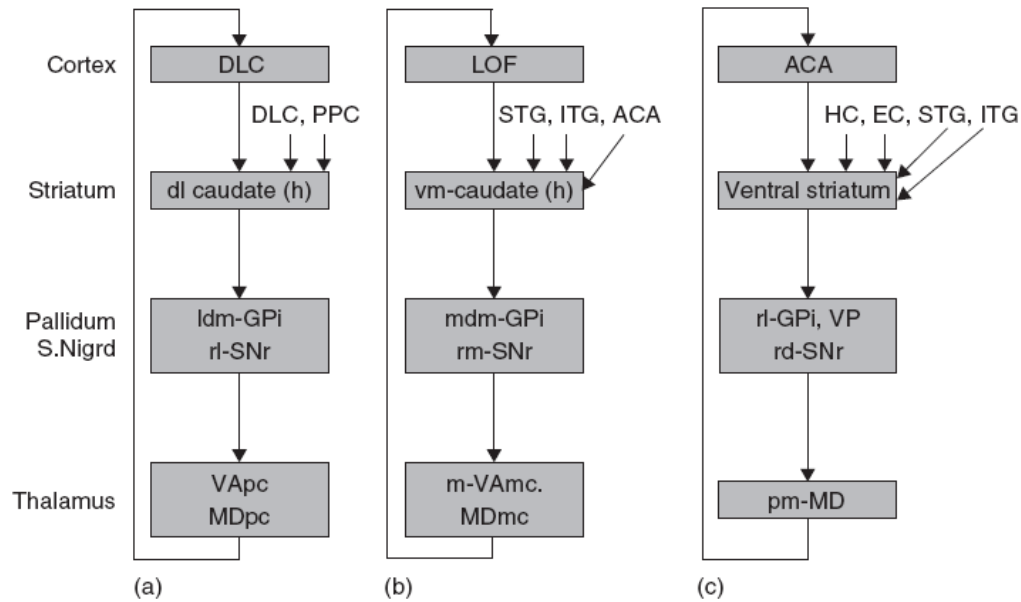 Cortex
DLC
LOF
ACA
DLC, PPC
STG, ITG, ACA
HC, EC, STG, ITG
Striatum
dl caudate (h)
vm-caudate (h)
Ventral striatum
Pallidum
S.Nigrd
ldm-GPi
rl-SNr
mdm-GPi
rm-SNr
rl-GPi, VP
rd-SNr
Thalamus
VApc
MDpc
m-VAmc.
MDmc
pm-MD
(a)
(b)
(c)